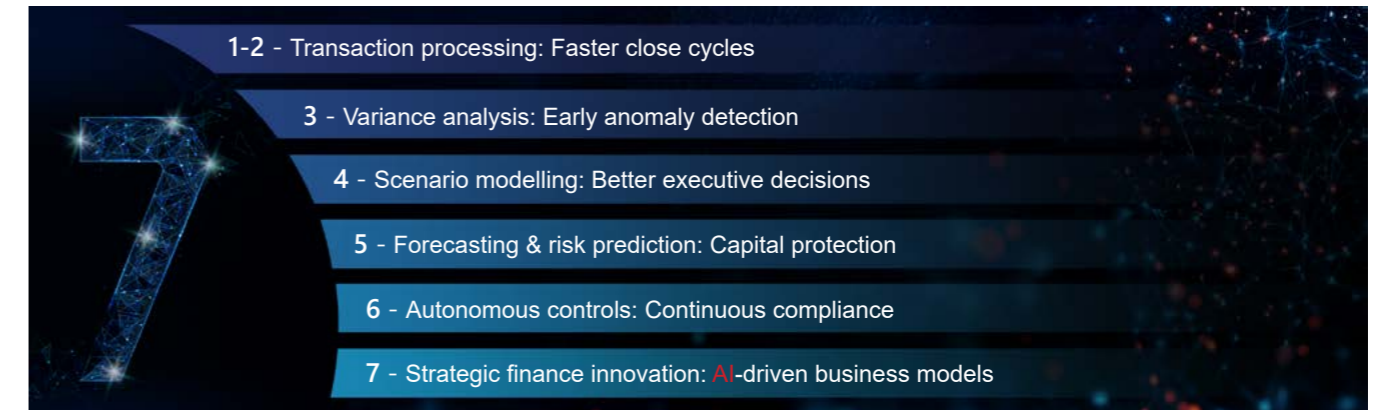 1-2 - Transaction processing: Faster close cycles
3 - Variance analysis: Early anomaly detection
4 - Scenario modelling: Better executive decisions
7
5 - Forecasting & risk prediction: Capital protection
6 - Autonomous controls: Continuous compliance
7 - Strategic finance innovation: AI-driven business models